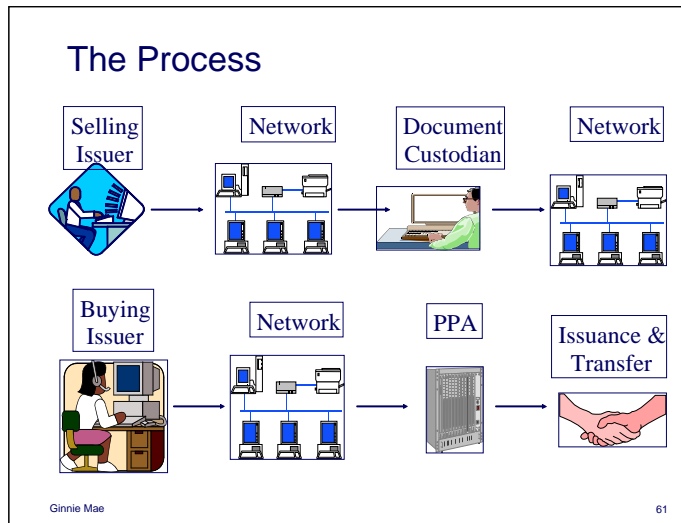 The Process
Selling
Issuer
Network
Document
Custodian
Network
Buying
Issuer
Network
PPA
Issuance &
Transfer
Ginnie Mae
61